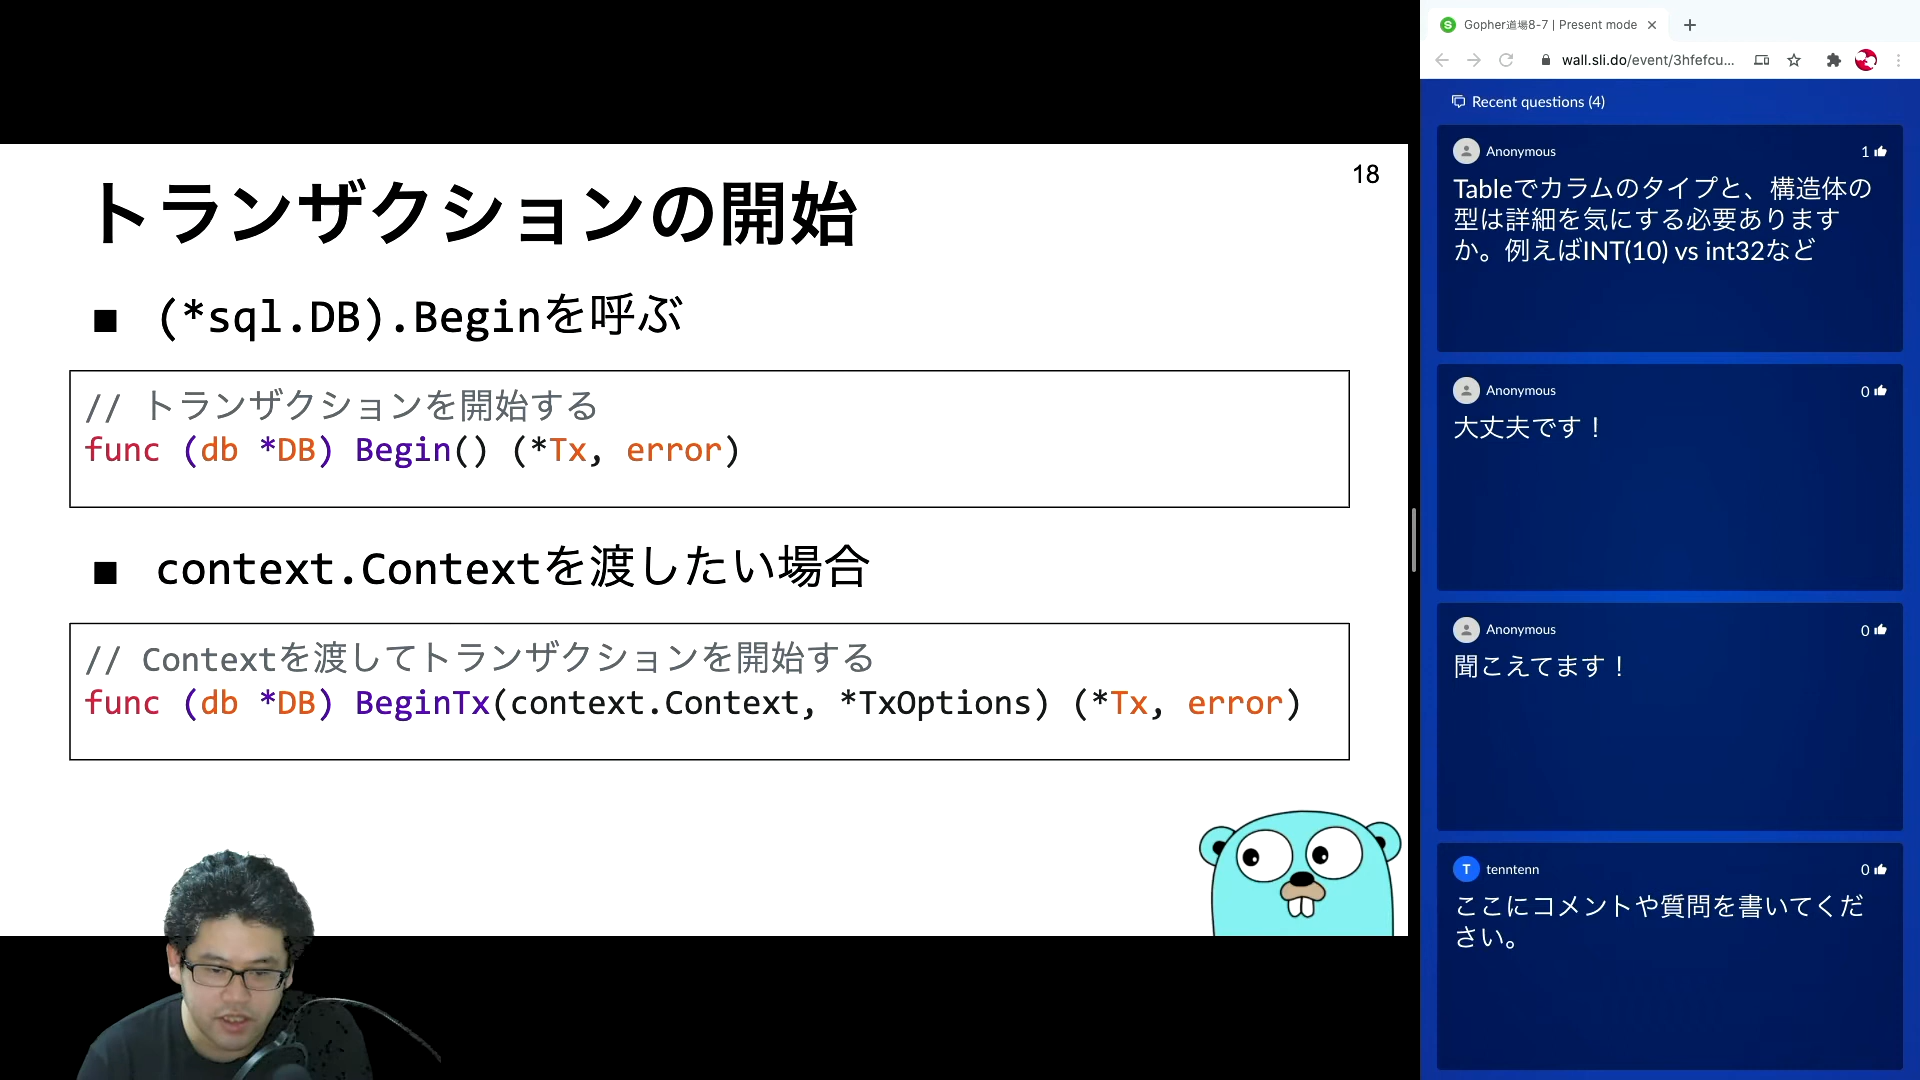 18
トランザクションの開始
■ (*sql.DB).Beginを呼ぶ
// トランザクションを開始する
func (db *DB) Begin() (*Tx, error)
■ context.Contextを渡したい場合
// Contextを渡してトランザクションを開始する
func (db *DB) BeginTx(context.Context, *TxOptions) (*Tx, error)
S Gopher道場8-7 | Present mode
wall.sli.do/event/3hfefcu...
Recent questions (4)
Anonymous 1
Tableでカラムのタイプと、構造体の
型は詳細を気にする必要あります
か。例えばINT(10) vs int32など
Anonymous 0
大丈夫です！
Anonymous 0
聞こえてます！
T tenntenn 0
ここにコメントや質問を書いてくだ
さい。